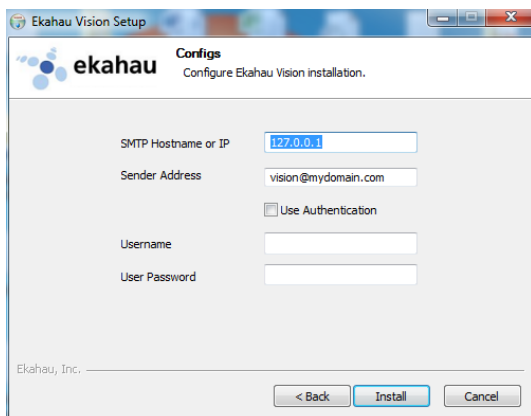 Ekahau Vision Setup
ekahau
Configs
Configure Ekahau Vision installation.
SMTP Hostname or IP
127.0.0.1
Sender Address
vision@mydomain.com
Use Authentication
Username
User Password
Ekahau, Inc.
< Back
Install
Cancel